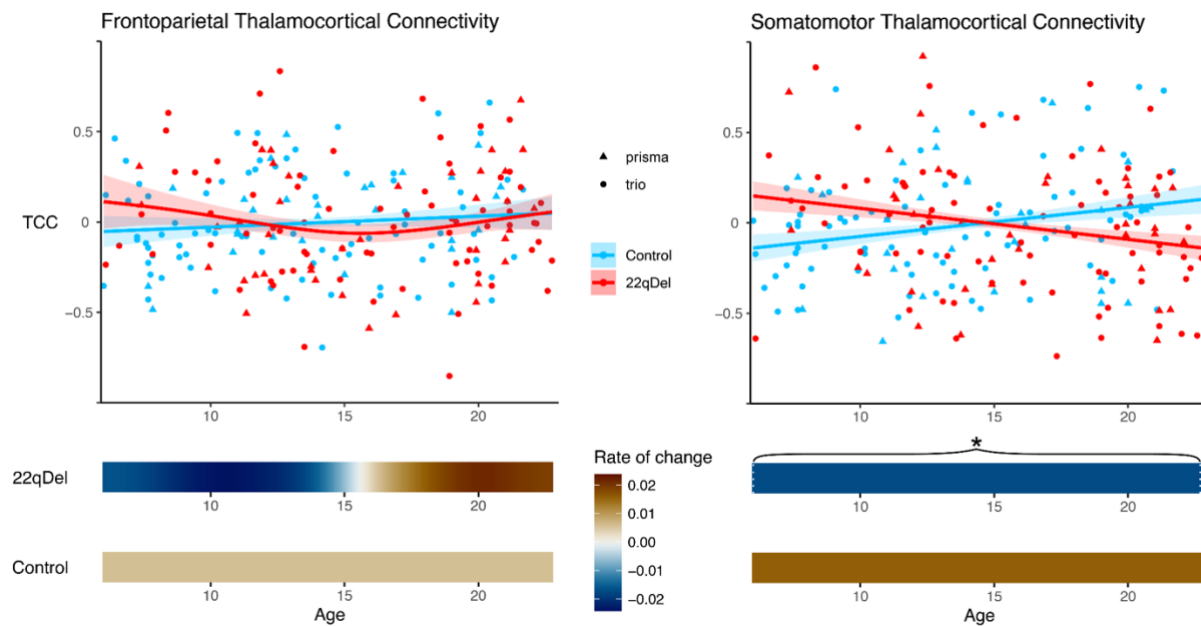 Frontoparietal Thalamocortical Connectivity
Somatomotor Thalamocortical Connectivity
TCC
0.5
0
−0.5
10 15 20
prisma
trio
Control
22qDel
0.5
0
−0.5
10 15 20
22qDel
10 15 20
Control
10 15 20
Age
Rate of change
0.02
0.01
0.00
−0.01
−0.02
*
10 15 20
10 15 20
Age